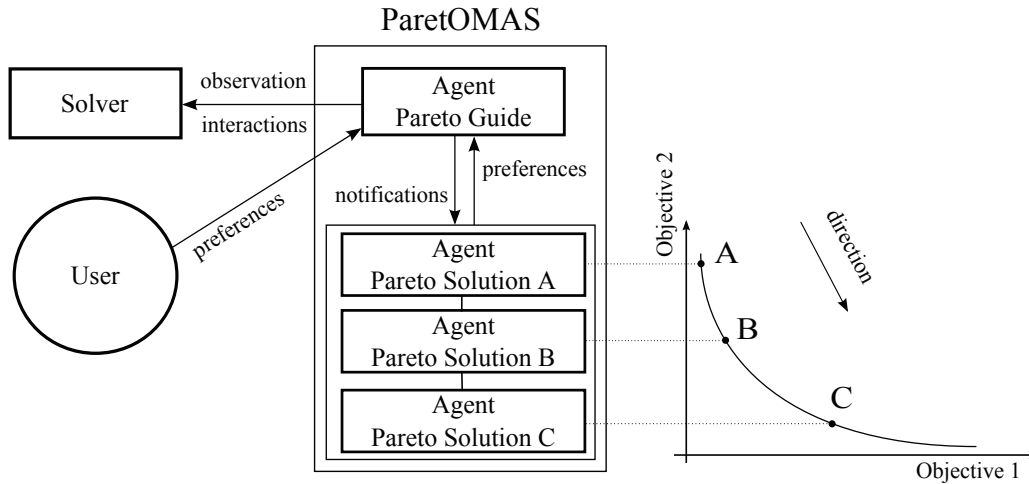 ParetOMAS
Solver
observation
interactions
Agent
Pareto Guide
preferences
notifications
preferences
User
Agent
Pareto Solution A
Agent
Pareto Solution B
Agent
Pareto Solution C
Objective 2
direction
A
B
C
Objective 1